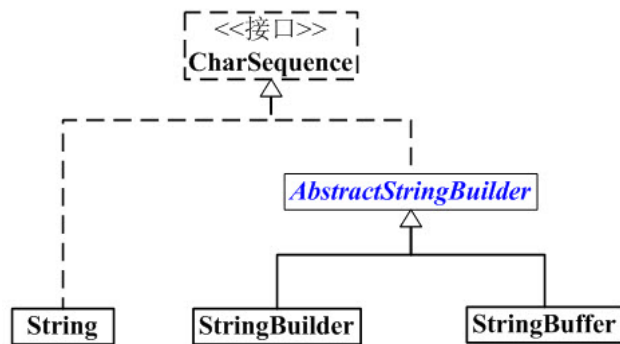 <<接口>>
CharSequence
AbstractStringBuilder
String
StringBuilder
StringBuffer